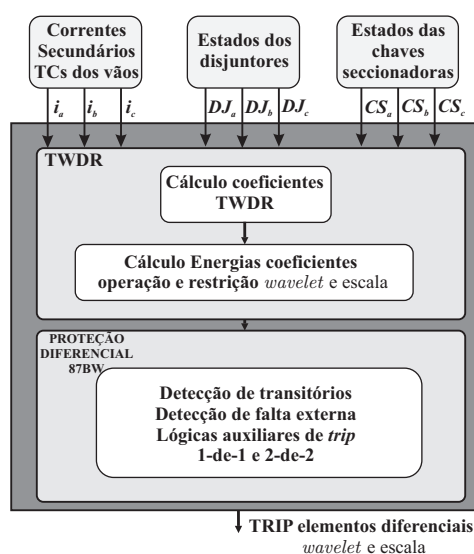 Correntes
Secundários
TCs dos vãos
Estados dos
disjuntores
Estados das
chaves
seccionadoras
i_a i_b i_c
DJ_a DJ_b DJ_c
CS_a CS_b CS_c
TWDR
Cálculo coeficientes
TWDR
Cálculo Energias coeficientes
operação e restrição wavelet e escala
PROTEÇÃO
DIFERENCIAL
87BW
Detecção de transitórios
Detecção de falta externa
Lógicas auxiliares de trip
1-de-1 e 2-de-2
TRIP elementos diferenciais
wavelet e escala